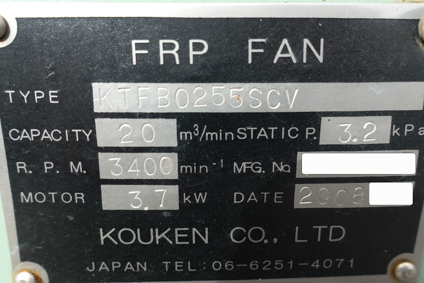 FRP FAN
TYPE KTFB0255SCV
CAPACITY 20 m³/min STATIC P. 3.2 kPa
R. P. M. 3400 min⁻¹ MFG. No.
MOTOR 3.7 kW DATE 2008
KOUKEN CO., LTD
JAPAN TEL: 06-6251-4071